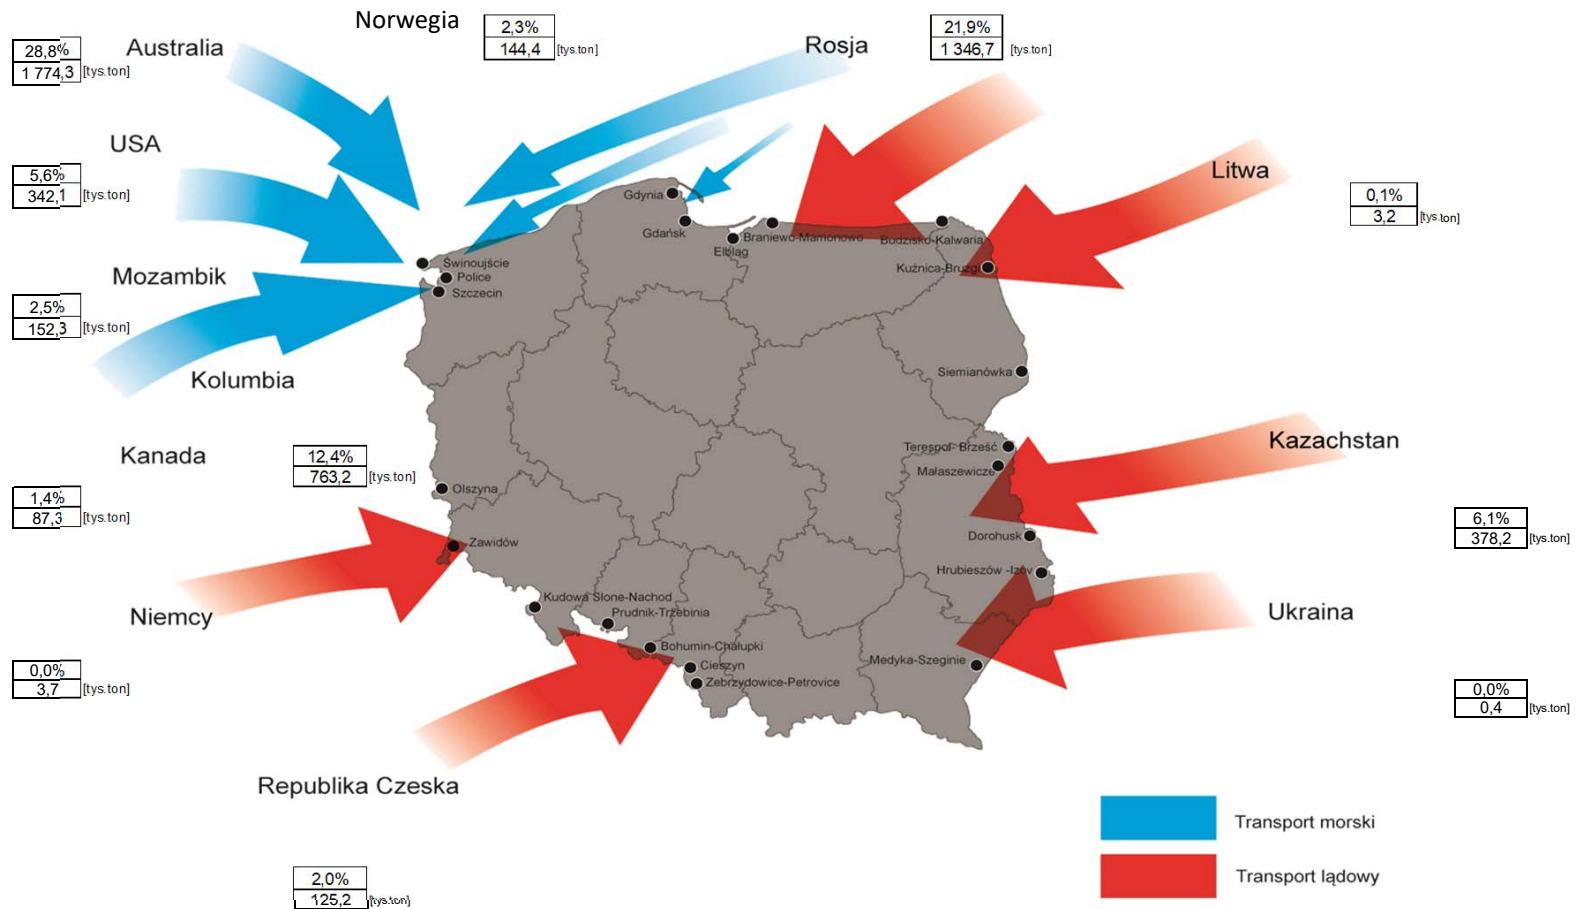 Norwegia
2,3%
144,4 [tys.ton]
Rosja
21,9%
1 346,7 [tys.ton]
Australia
28,8%
1 774,3 [tys.ton]
USA
5,6%
342,1 [tys.ton]
Litwa
0,1%
3,2 [tys.ton]
Mozambik
2,5%
152,3 [tys.ton]
Kolumbia
12,4%
763,2 [tys.ton]
Kanada
1,4%
87,3 [tys.ton]
Kazachstan
6,1%
378,2 [tys.ton]
Niemcy
0,0%
3,7 [tys.ton]
Ukraina
0,0%
0,4 [tys.ton]
Republika Czeska
2,0%
125,2 [tys.ton]
Gdynia
Gdańsk
Elbląg
Braniewo-Mamonowo
Budzisko-Kalwaria
Kuźnica-Bruzgi
Świnoujście
Police
Szczecin
Siemianówka
Terespol- Brześć
Małaszewicze
Olszyna
Zawidów
Dorohusk
Hrubieszów -Izów
Kudowa Słone-Nachod
Prudnik-Trzebinia
Bohumin-Chałupki
Cieszyn
Zebrzydowice-Petrovice
Medyka-Szeginie
Transport morski
Transport lądowy